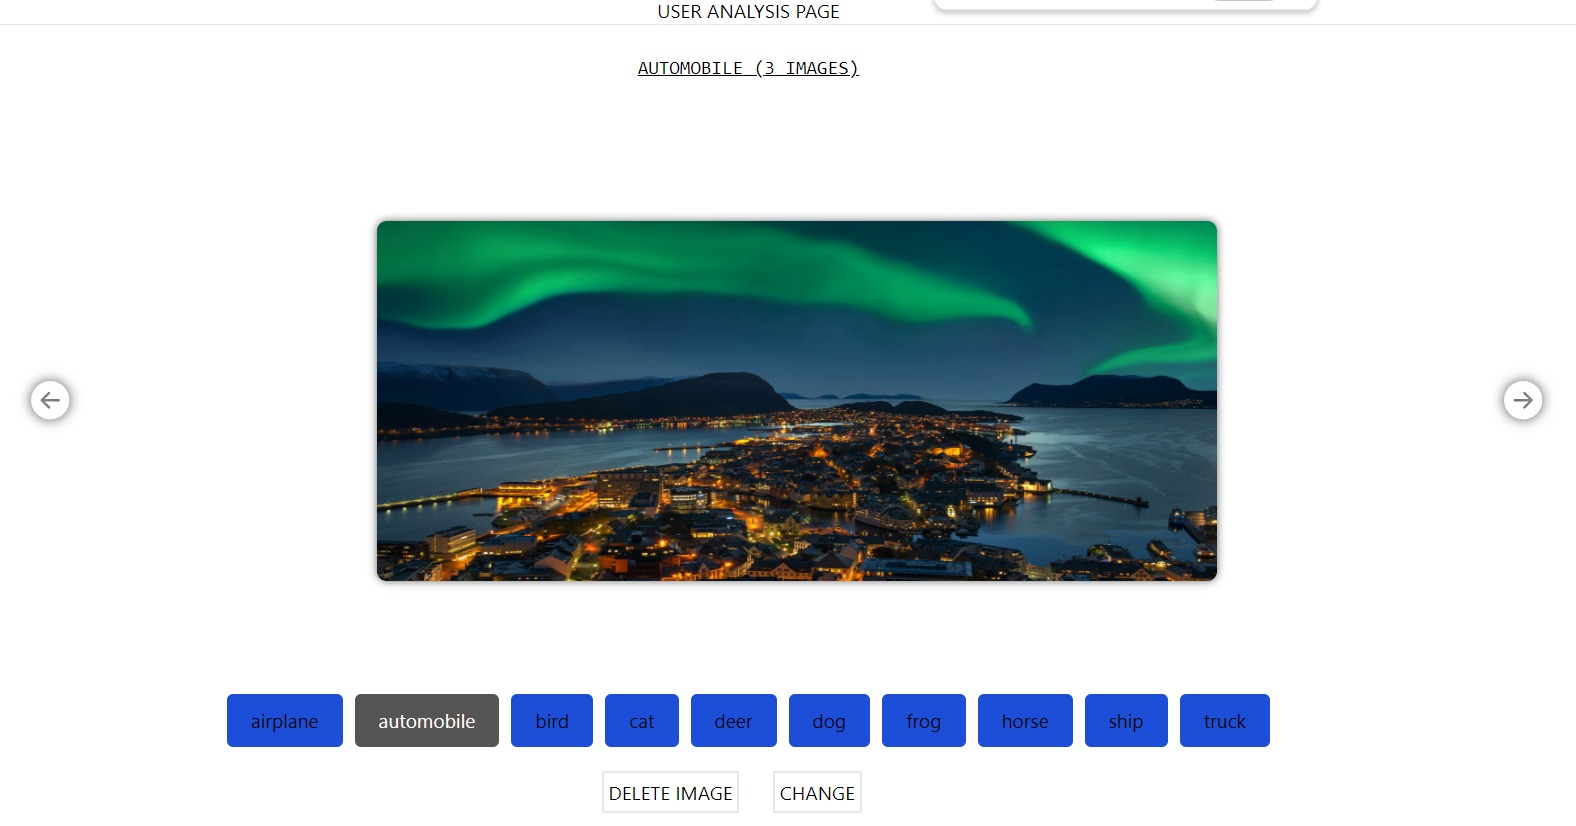 USER ANALYSIS PAGE
AUTOMOBILE (3 IMAGES)
airplane automobile bird cat deer dog frog horse ship truck
DELETE IMAGE CHANGE